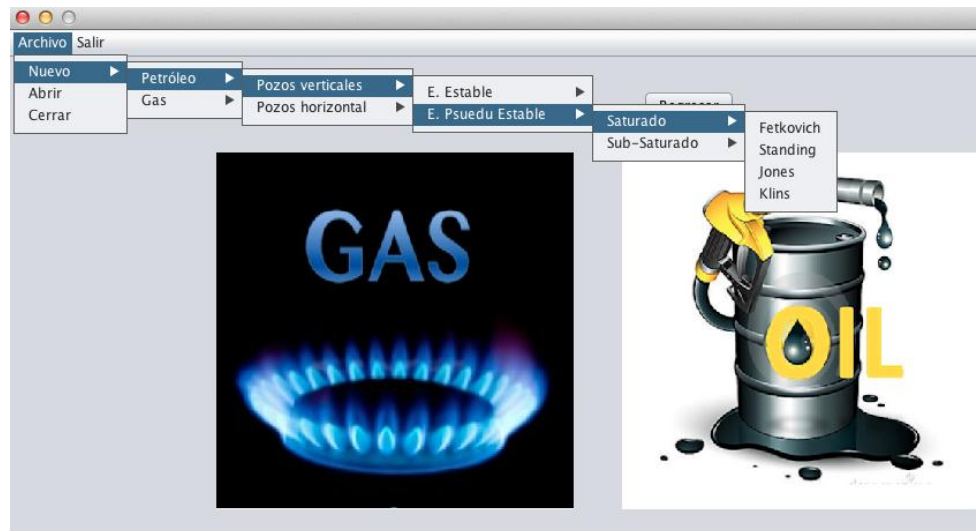 Archivo Salir
Nuevo
Abrir
Cerrar
Petróleo
Gas
Pozos verticales
Pozos horizontal
E. Estable
E. Psuedu Estable
Saturado
Sub-Saturado
Fetkovich
Standing
Jones
Klins
GAS
OIL